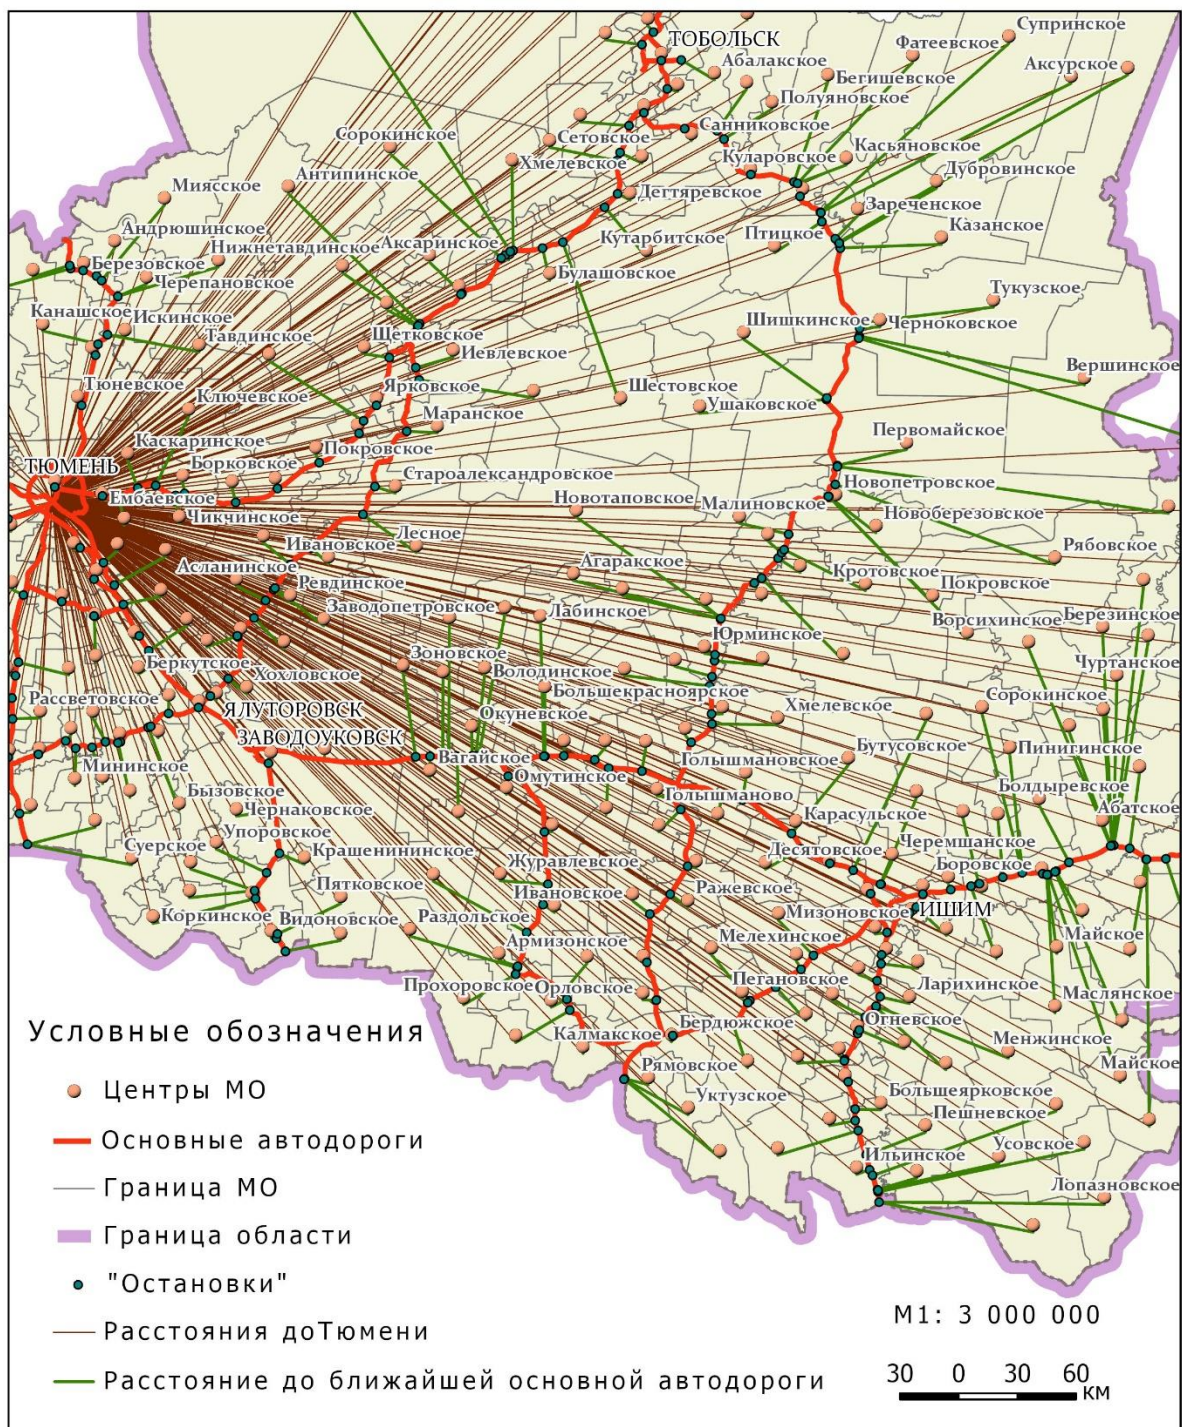 Супринское
ТОБОЛЬСК
Фатеевское
Абалакское
Аксурское
Бегишевское
Полуяновское
Сорокинское
Сетовское
Санниковское
Хмелевское
Куларовское
Касьяновское
Антипинское
Дубровинское
Миясское
Дегтяревское
Зареченское
Андрюшинское
Казанское
Нижнетавдинское
Аксаринское
Кутарбитское
Птицкое
Березовское
Булашовское
Черепановское
Тукузское
Канашское
Искинское
Шишкинское
Черноковское
Тавдинское
Щетковское
Иевлевское
Вершинское
Тюневское
Ключевское
Ярковское
Шестовское
Ушаковское
Маранское
Первомайское
Каскаринское
Покровское
ТЮМЕНЬ
Борковское
Староалександровское
Новопетровское
Ембаевское
Новотаповское
Малиновское
Чикчинское
Новоберезовское
Лесное
Ивановское
Рябовское
Асланинское
Агаракское
Кротовское
Ревдинское
Покровское
Заводопетровское
Лабинское
Ворсихинское
Березинское
Юрминское
Зоновское
Беркутское
Чуртанское
Хохловское
Володинское
Рассветовское
Большекрасноярское
Сорокинское
ЯЛУТОРОВСК
Окуневское
Хмелевское
ЗАВОДОУКОВСК
Бутусовское
Пинигинское
Вагайское
Голышмановское
Мининское
Омутинское
Болдыревское
Бызовское
Голышманово
Чернаковское
Карасульское
Абатское
Упоровское
Черемшанское
Суерское
Десятовское
Крашенининское
Журавлевское
Боровское
Пятковское
Ивановское
Ражевское
Коркинское
Видоновское
Раздольское
Мизоновское
ИШИМ
Армизонское
Мелехинское
Майское
Прохоровское
Орловское
Пегановское
Ларихинское
Маслянское
Калмакское
Бердюжское
Огневское
Менжинское
Рямовское
Майское
Уктузское
Большеярковское
Пешневское
Ильинское
Усовское
Лопазновское
Условные обозначения
Центры МО
Основные автодороги
Граница МО
Граница области
"Остановки"
Расстояния доТюмени
Расстояние до ближайшей основной автодороги
М1: 3 000 000
30 0 30 60
км